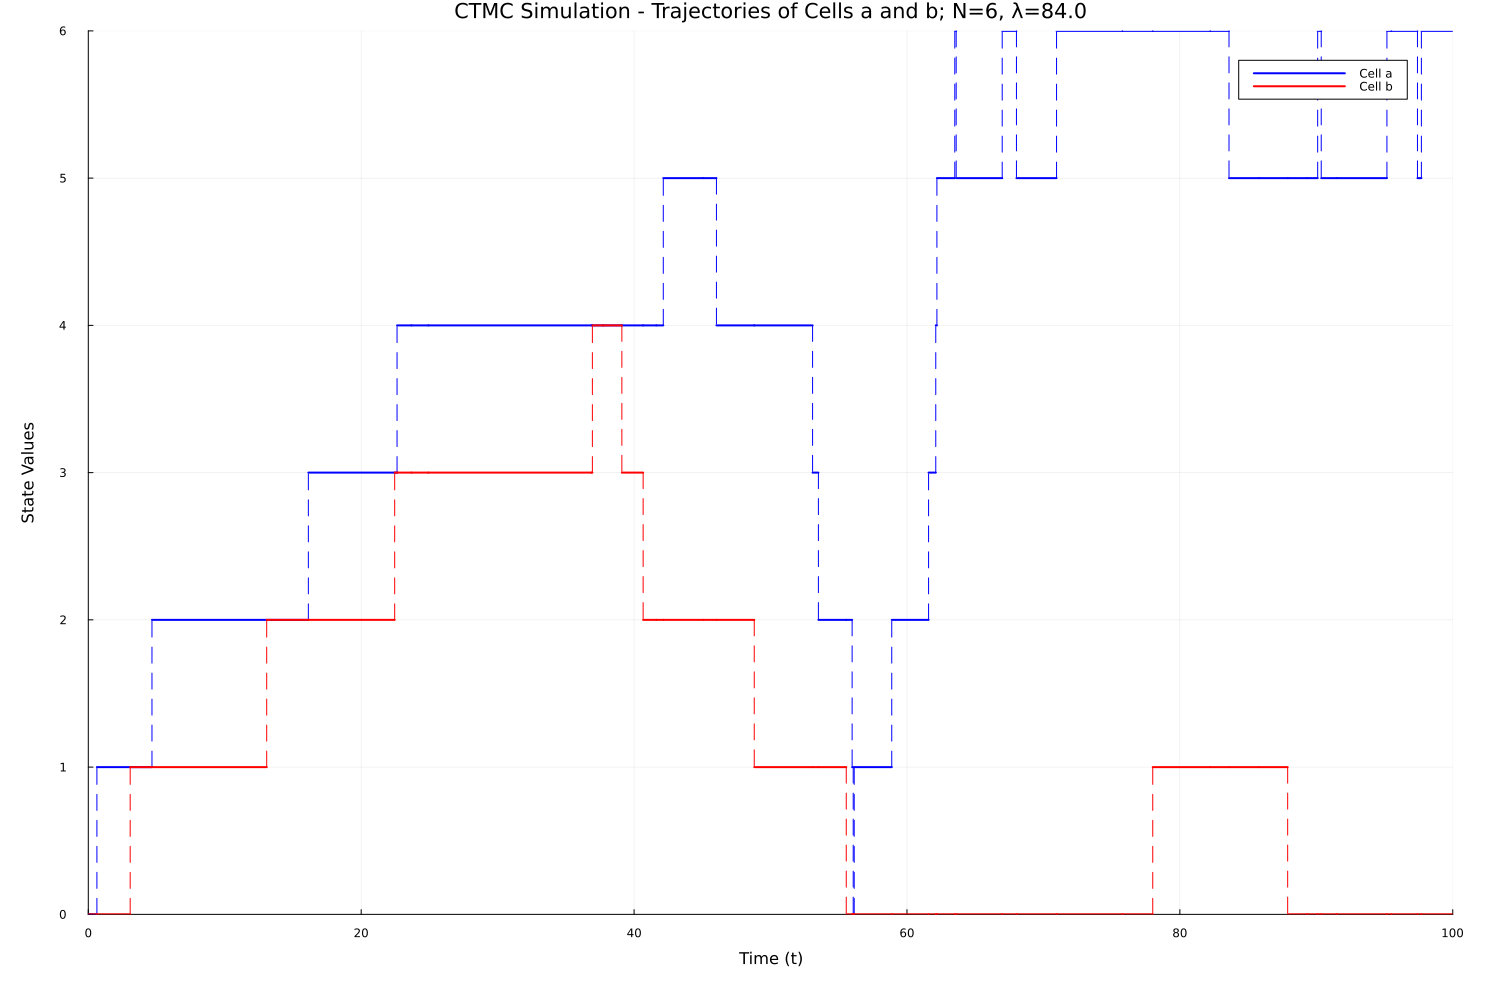 CTMC Simulation - Trajectories of Cells a and b; N=6, λ=84.0
6
Cell a
Cell b
5
4
3
State Values
2
1
0
0 20 40 60 80 100
Time (t)